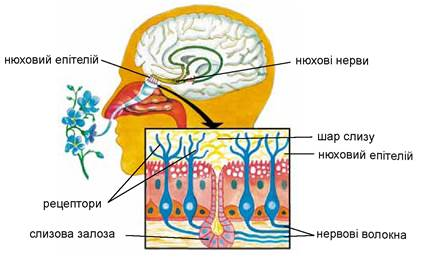 нюховий епітелій
нюхові нерви
шар слизу
нюховий епітелій
рецептори
слизова залоза
нервові волокна